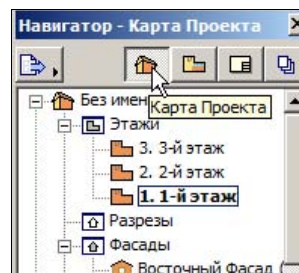 Навигатор - Карта Проекта
Без имен
Карта Проекта
Этажи
3. 3-й этаж
2. 2-й этаж
1. 1-й этаж
Разрезы
Фасады
Восточный Фасад (